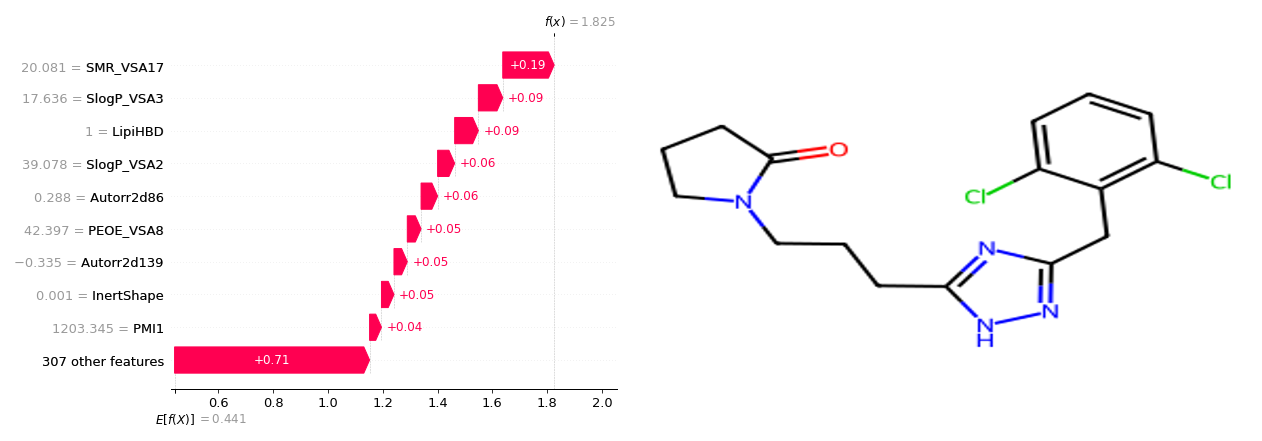 f(x) = 1.825
20.081 = SMR_VSA17
+0.19
17.636 = SlogP_VSA3
+0.09
1 = LipiHBD
+0.09
39.078 = SlogP_VSA2
+0.06
0.288 = Autorr2d86
+0.06
42.397 = PEOE_VSA8
+0.05
−0.335 = Autorr2d139
+0.05
0.001 = InertShape
+0.05
1203.345 = PMI1
+0.04
307 other features
+0.71
0.6 0.8 1.0 1.2 1.4 1.6 1.8 2.0
E[f(X)] = 0.441
O
N
Cl
Cl
N
N
N
H